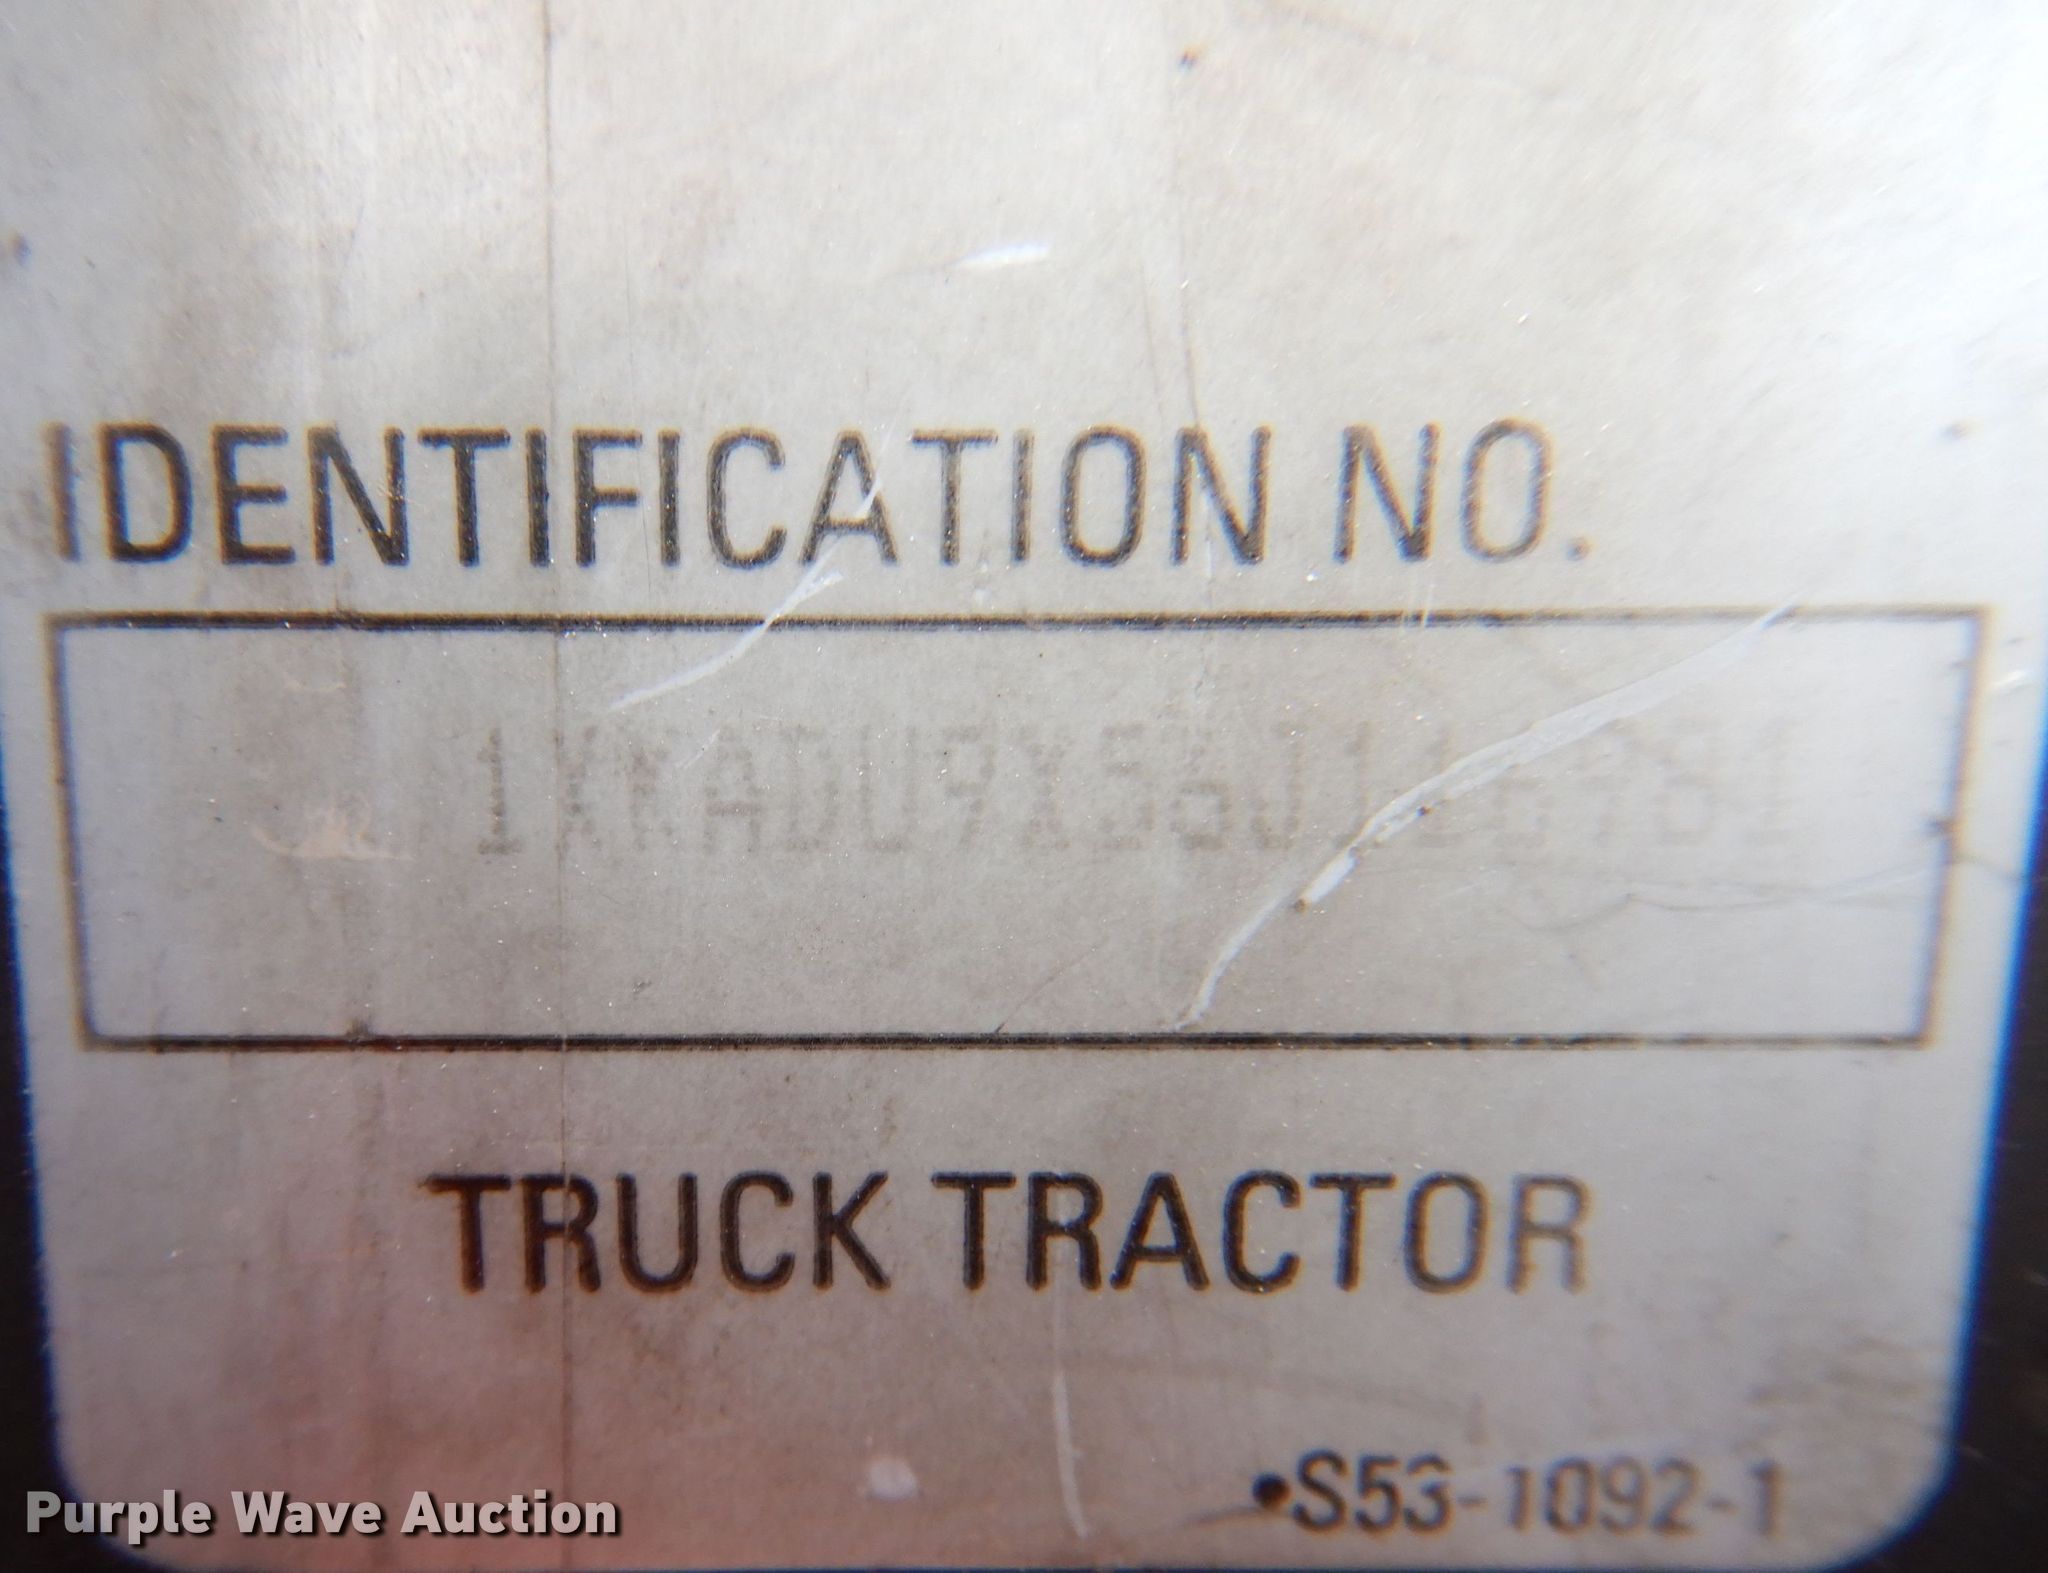 IDENTIFICATION NO.
TRUCK TRACTOR
•S53-1092-1
Purple Wave Auction